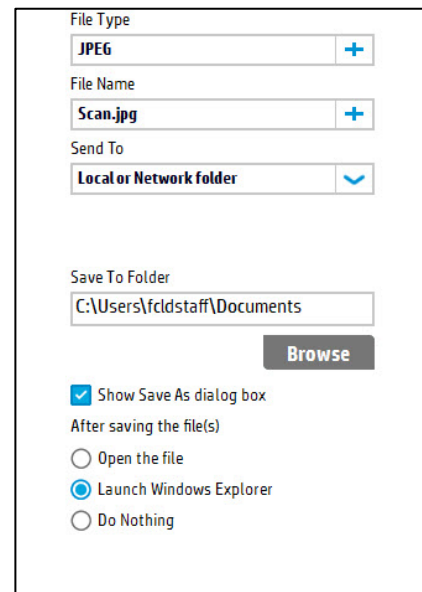 File Type
JPEG
File Name
Scan.jpg
Send To
Local or Network folder
Save To Folder
C:\Users\fcldstaff\Documents
Browse
Show Save As dialog box
After saving the file(s)
Open the file
Launch Windows Explorer
Do Nothing